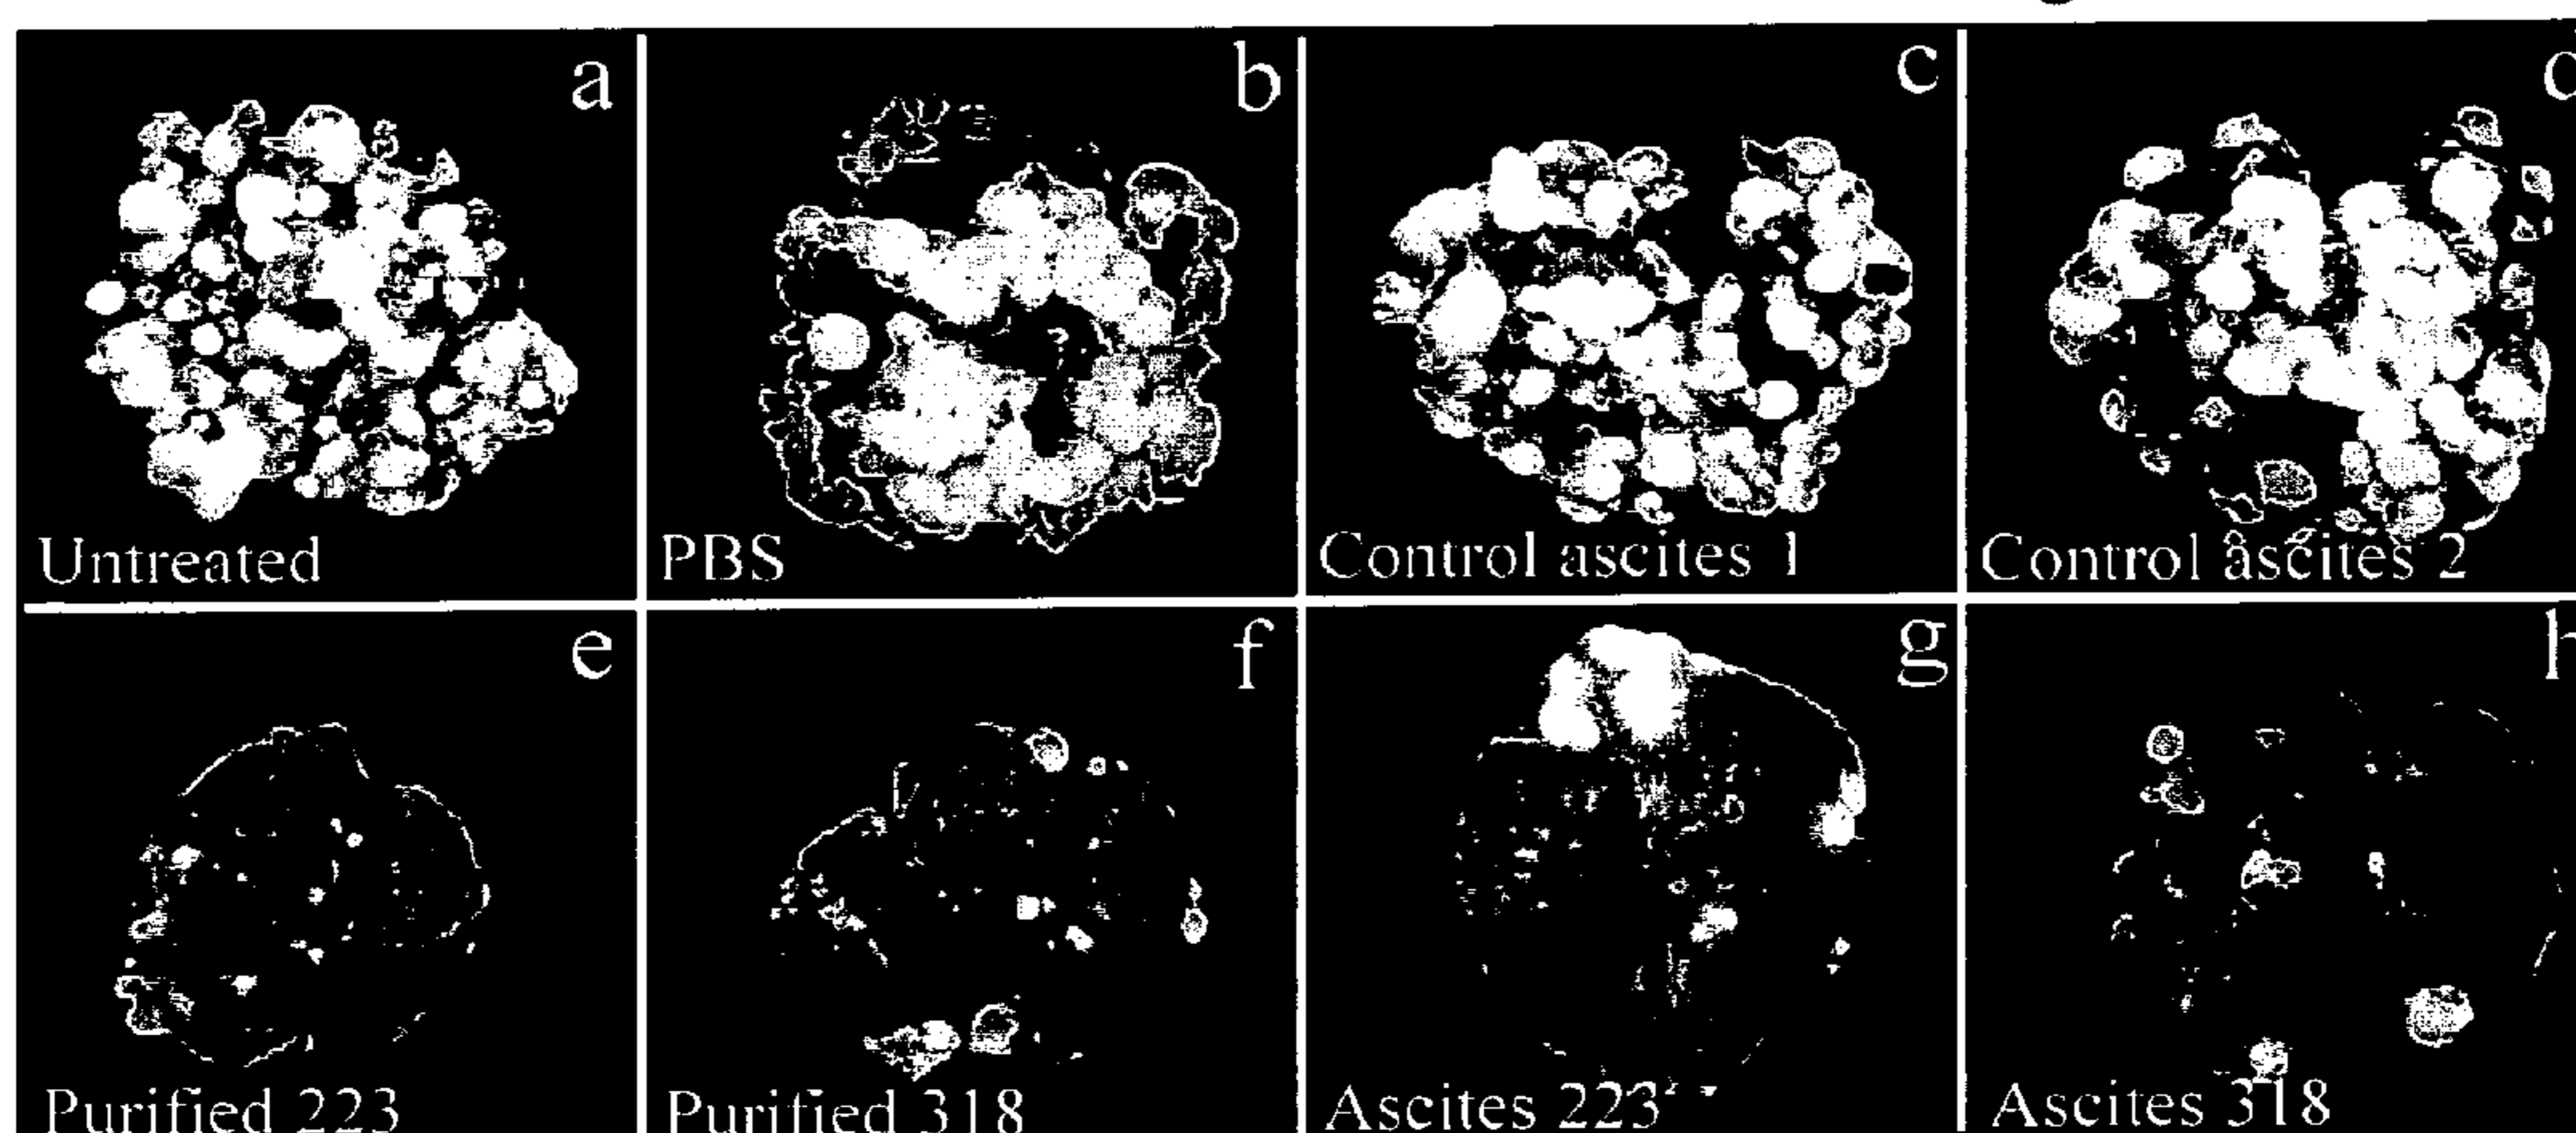 a
b
c
d
Untreated
PBS
Control ascites 1
Control ascites 2
e
f
g
h
Purified 223
Purified 318
Ascites 223
Ascites 318